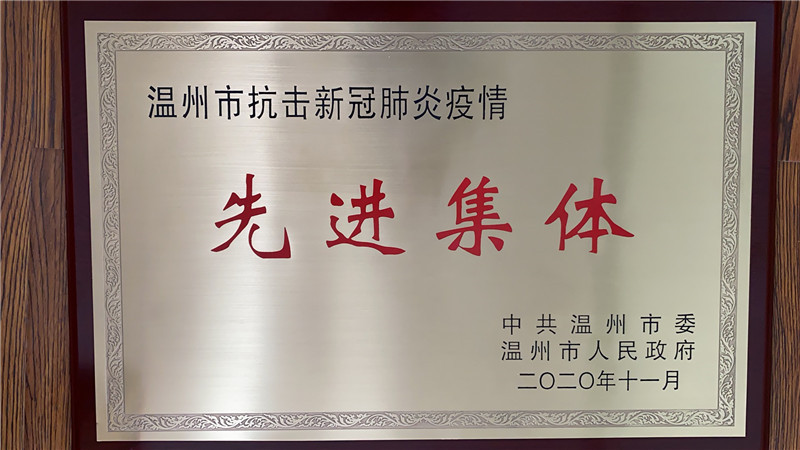 温州市抗击新冠肺炎疫情
先进集体
中共温州市委
温州市人民政府
二〇二〇年十一月